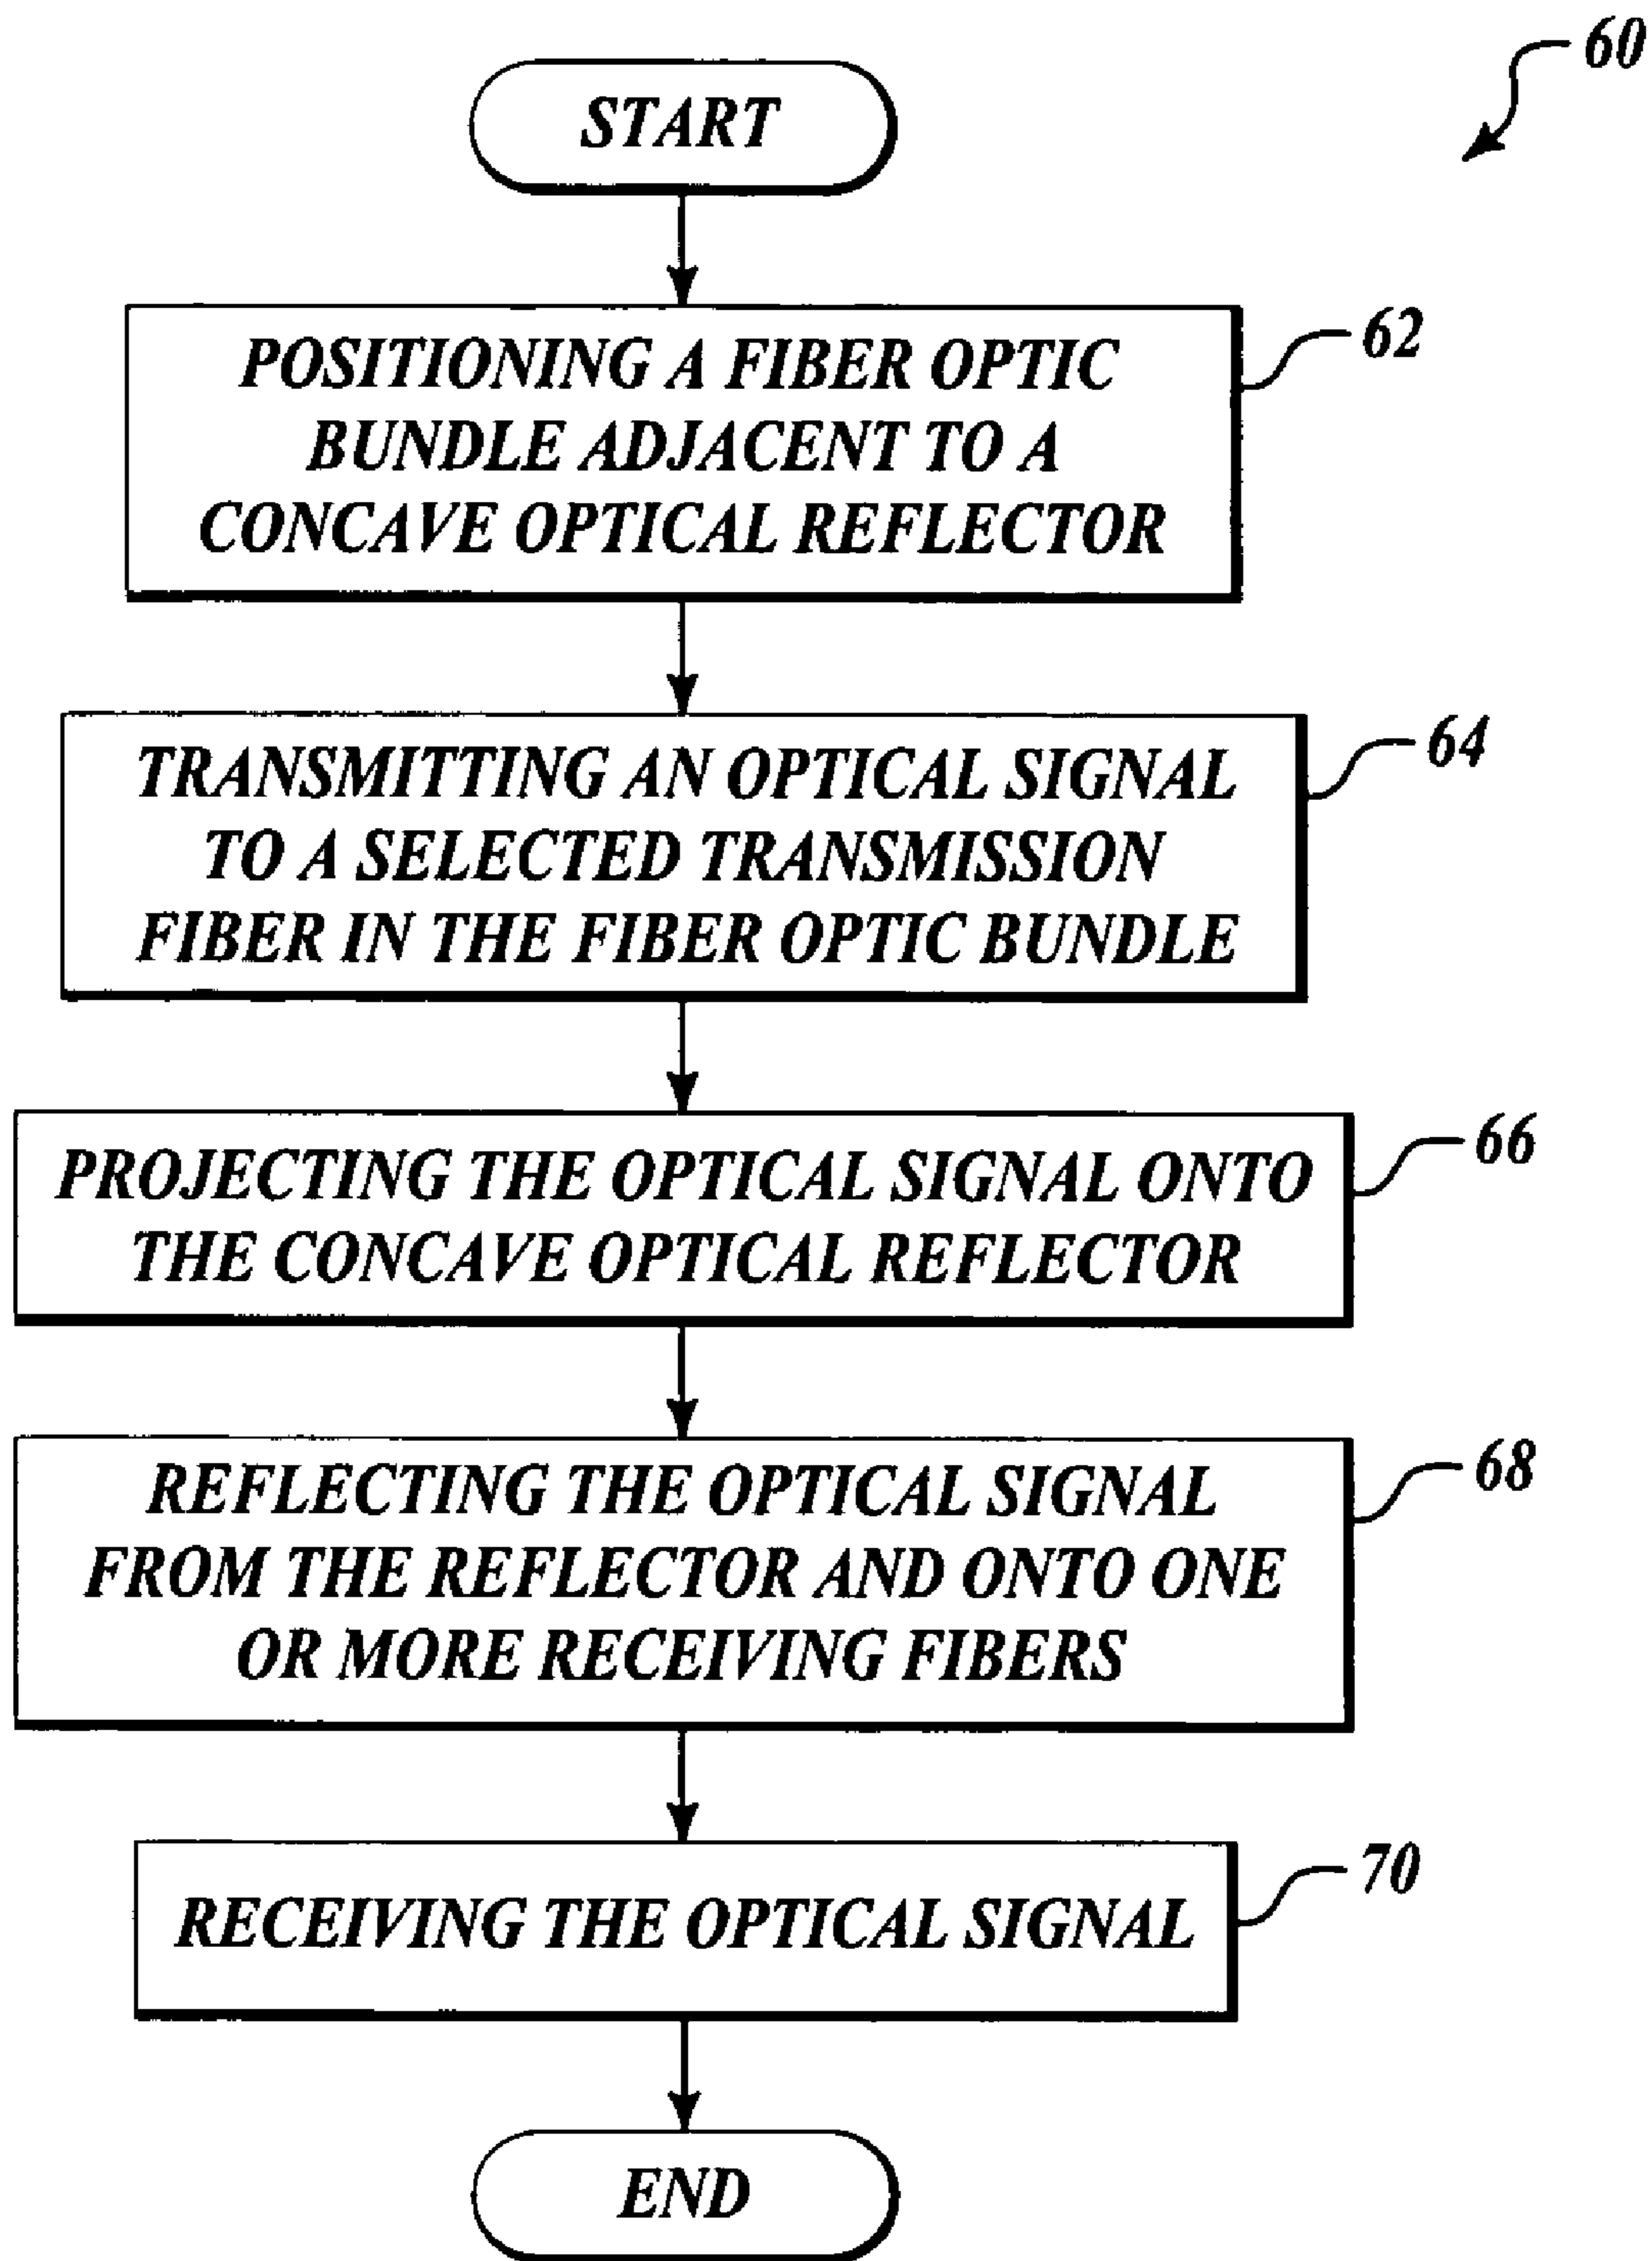 60
START
POSITIONING A FIBER OPTIC
BUNDLE ADJACENT TO A
CONCAVE OPTICAL REFLECTOR
62
TRANSMITTING AN OPTICAL SIGNAL
TO A SELECTED TRANSMISSION
FIBER IN THE FIBER OPTIC BUNDLE
64
PROJECTING THE OPTICAL SIGNAL ONTO
THE CONCAVE OPTICAL REFLECTOR
66
REFLECTING THE OPTICAL SIGNAL
FROM THE REFLECTOR AND ONTO ONE
OR MORE RECEIVING FIBERS
68
RECEIVING THE OPTICAL SIGNAL
70
END